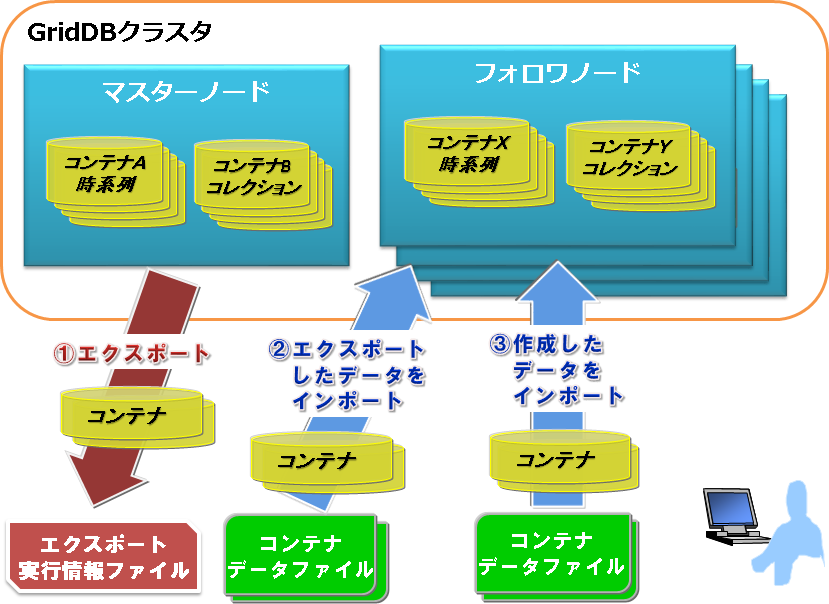 GridDBクラスタ
マスターノード
コンテナA
時系列
コンテナB
コレクション
フォロワノード
コンテナX
時系列
コンテナY
コレクション
①エクスポート
コンテナ
エクスポート
実行情報ファイル
②エクスポート
したデータを
インポート
コンテナ
コンテナ
データファイル
③作成した
データを
インポート
コンテナ
コンテナ
データファイル